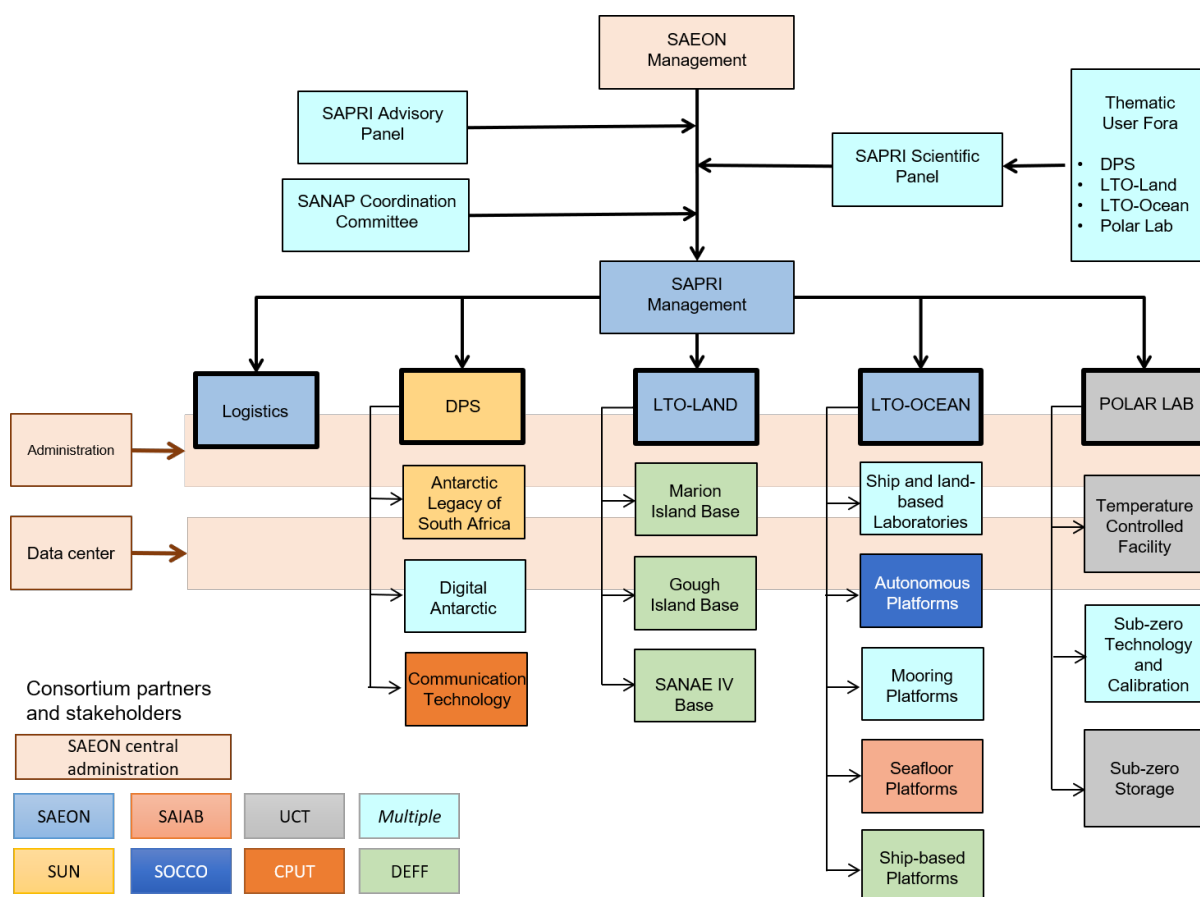 SAEON
Management
SAPRI Advisory
Panel
SANAP Coordination
Committee
SAPRI Scientific
Panel
Thematic
User Fora
• DPS
• LTO-Land
• LTO-Ocean
• Polar Lab
SAPRI
Management
Logistics
DPS
LTO-LAND
LTO-OCEAN
POLAR LAB
Administration
Data center
Antarctic
Legacy of
South Africa
Digital
Antarctic
Communication
Technology
Marion
Island Base
Gough
Island Base
SANAE IV
Base
Ship and land-
based
Laboratories
Autonomous
Platforms
Mooring
Platforms
Seafloor
Platforms
Ship-based
Platforms
Temperature
Controlled
Facility
Sub-zero
Technology
and
Calibration
Sub-zero
Storage
Consortium partners
and stakeholders
SAEON central
administration
SAEON
SAIAB
UCT
Multiple
SUN
SOCCO
CPUT
DEFF